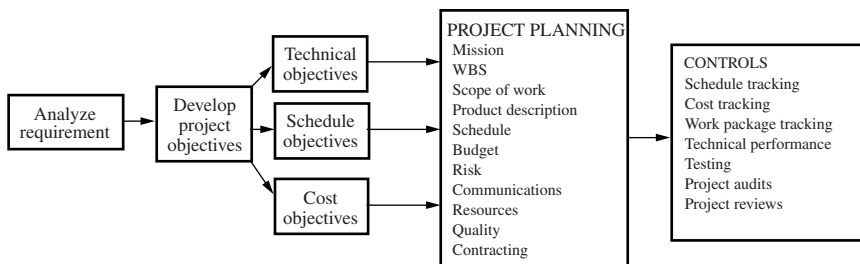 Analyze
requirement
Develop
project
objectives
Technical
objectives
Schedule
objectives
Cost
objectives
PROJECT PLANNING
Mission
WBS
Scope of work
Product description
Schedule
Budget
Risk
Communications
Resources
Quality
Contracting
CONTROLS
Schedule tracking
Cost tracking
Work package tracking
Technical performance
Testing
Project audits
Project reviews